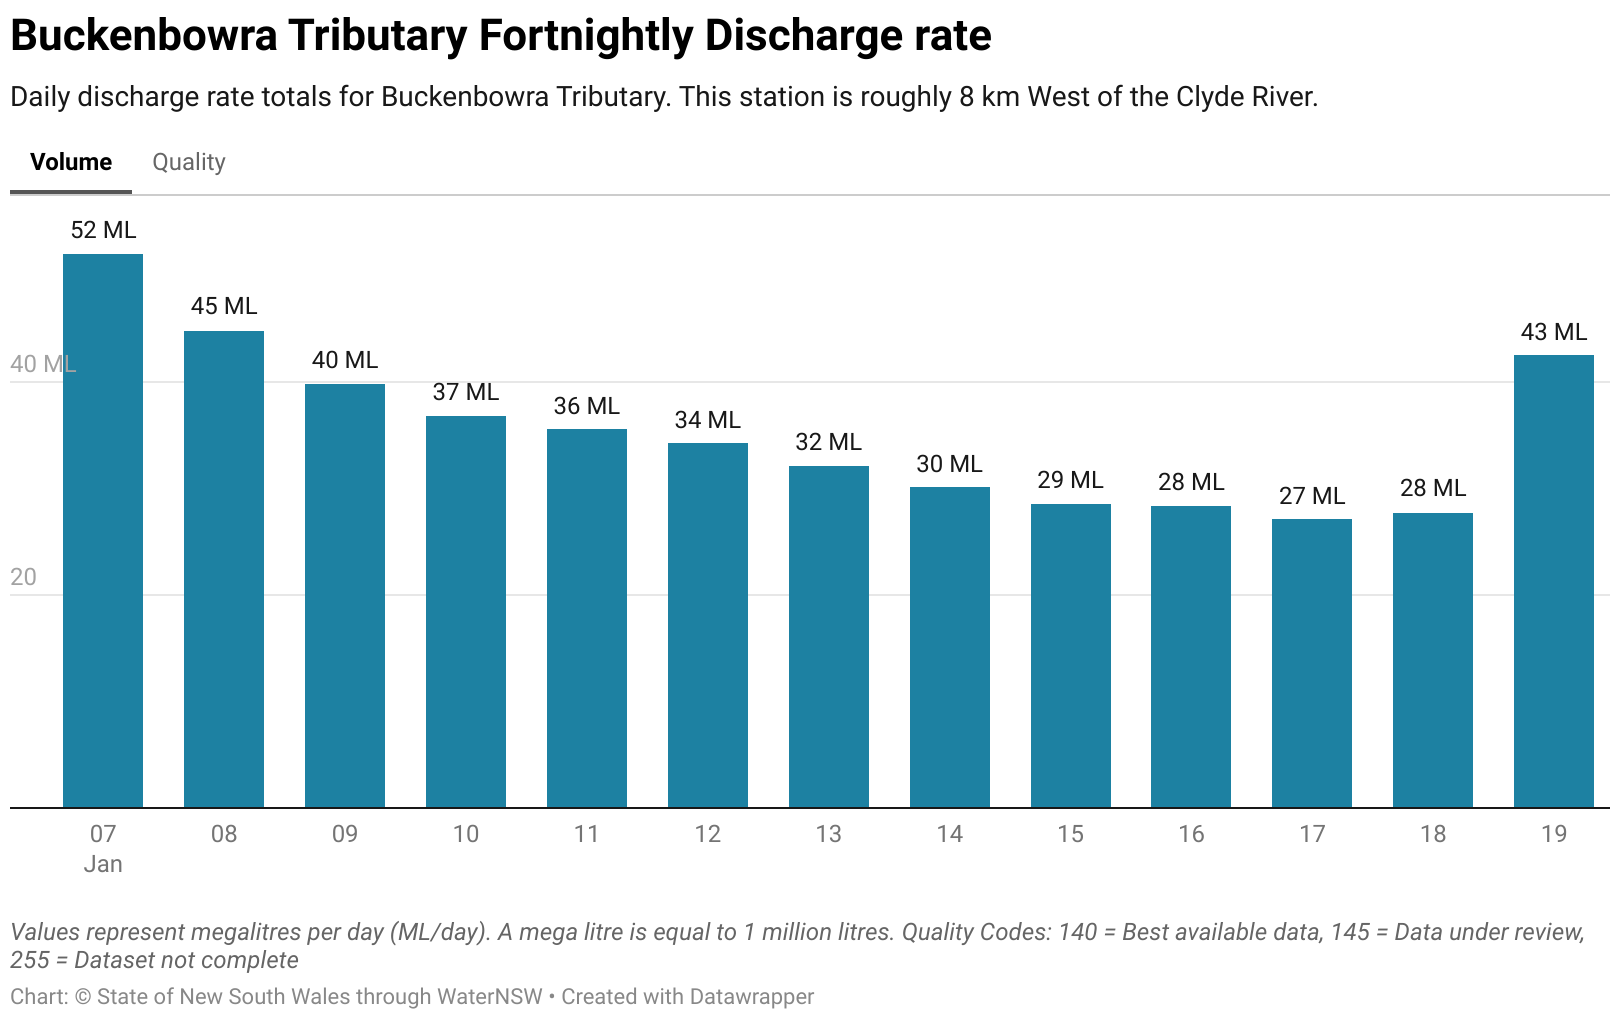 Buckenbowra Tributary Fortnightly Discharge rate
Daily discharge rate totals for Buckenbowra Tributary. This station is roughly 8 km West of the Clyde River.
Volume Quality
52 ML
45 ML
43 ML
40 ML
40 ML
37 ML
36 ML
34 ML
32 ML
30 ML
29 ML
28 ML
27 ML
28 ML
20
07 08 09 10 11 12 13 14 15 16 17 18 19
Jan
Values represent megalitres per day (ML/day). A mega litre is equal to 1 million litres. Quality Codes: 140 = Best available data, 145 = Data under review,
255 = Dataset not complete
Chart: © State of New South Wales through WaterNSW • Created with Datawrapper